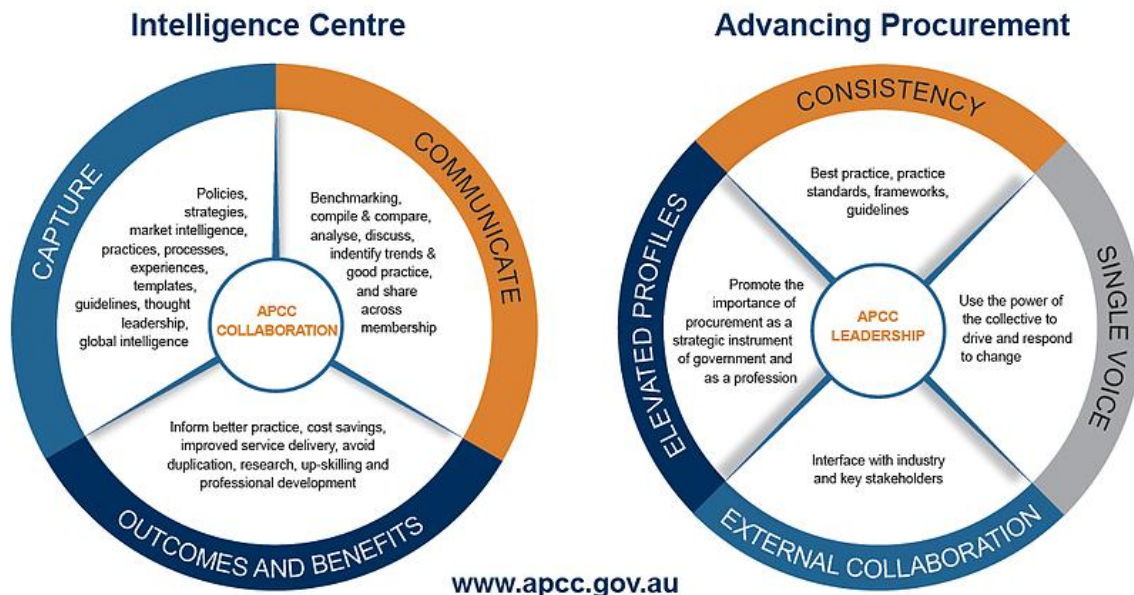 Intelligence Centre
CAPTURE
Policies,
strategies,
market intelligence,
practices, processes,
experiences,
templates,
guidelines, thought
leadership,
global intelligence
COMMUNICATE
Benchmarking,
compile & compare,
analyse, discuss,
indentify trends &
good practice,
and share
across
membership
APCC
COLLABORATION
Inform better practice, cost savings,
improved service delivery, avoid
duplication, research, up-skilling and
professional development
OUTCOMES AND BENEFITS
Advancing Procurement
CONSISTENCY
Best practice, practice
standards, frameworks,
guidelines
ELEVATED PROFILES
Promote the
importance of
procurement as a
strategic instrument
of government and
as a profession
APCC
LEADERSHIP
Use the power of
the collective to
drive and respond
to change
SINGLE VOICE
Interface with industry
and key stakeholders
EXTERNAL COLLABORATION
www.apcc.gov.au